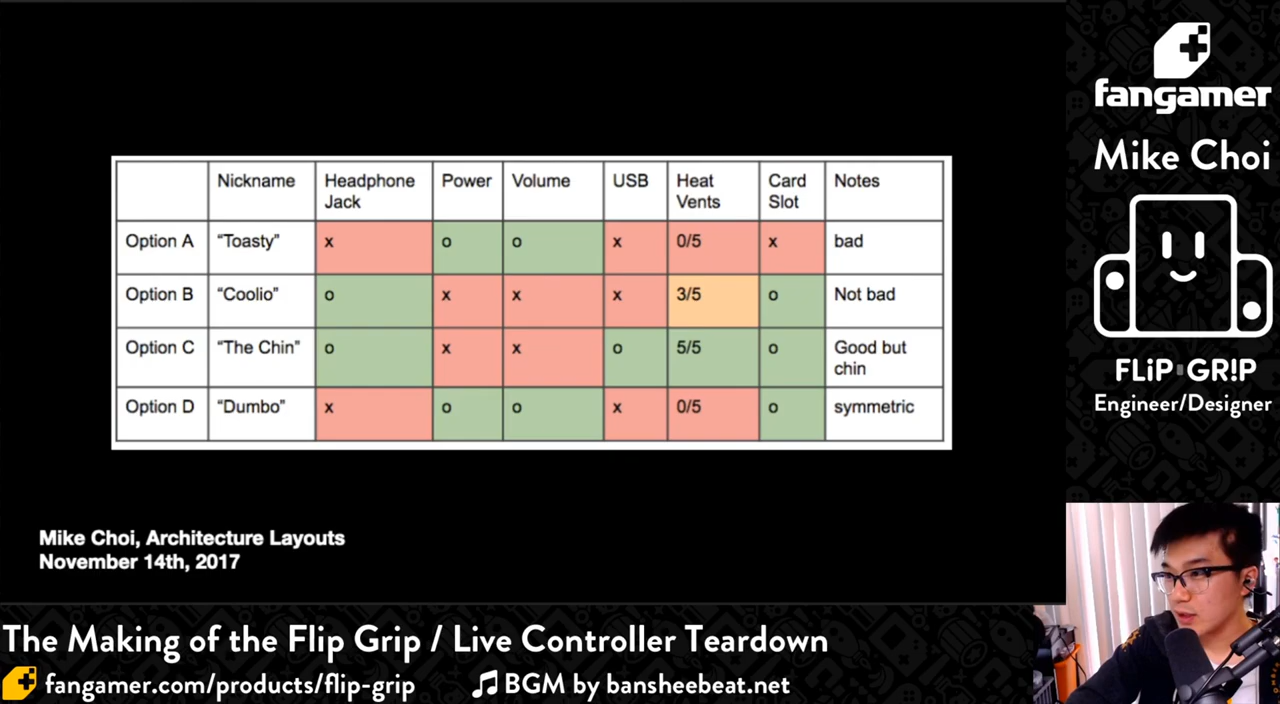 Nickname Headphone Jack Power Volume USB Heat Vents Card Slot Notes
Option A “Toasty” x o o x 0/5 x bad
Option B “Coolio” o x x x 3/5 o Not bad
Option C “The Chin” o x x o 5/5 o Good but chin
Option D “Dumbo” x o o x 0/5 o symmetric
Mike Choi, Architecture Layouts
November 14th, 2017
fangamer
Mike Choi
FLiP GR!P
Engineer/Designer
The Making of the Flip Grip / Live Controller Teardown
fangamer.com/products/flip-grip
BGM by bansheebeat.net